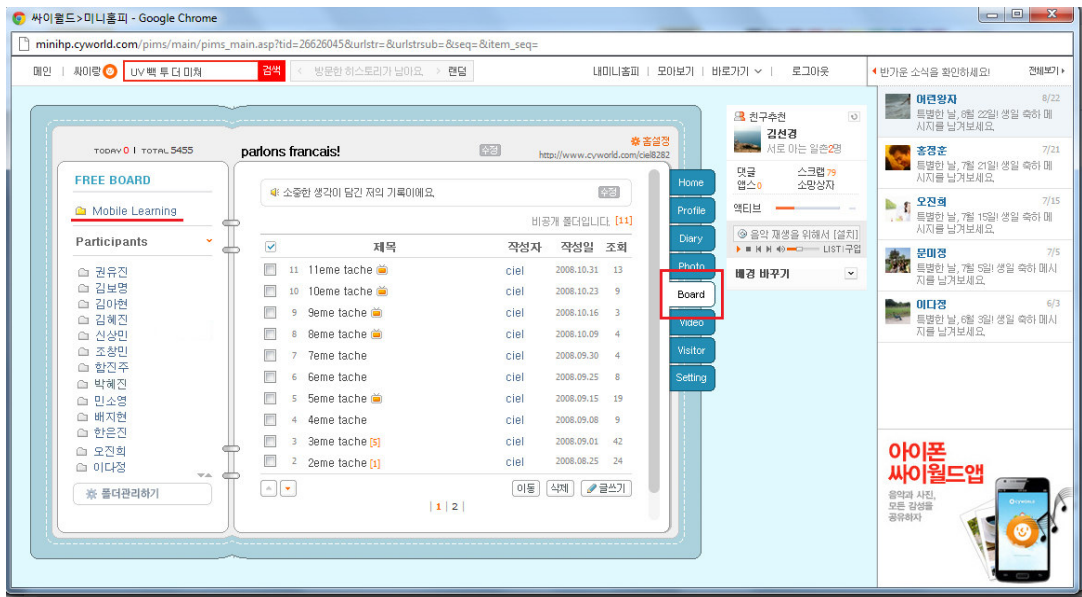 싸이월드>미니홈피 - Google Chrome
minihp.cyworld.com/pims/main/pims_main.asp?tid=26626045&urlstr=&urlstrsub=&seq=&item_seq=
메인 | 싸이랑 UV 빽 투 더 미쳐 검색 < 방문한 히스토리가 남아요 > 랜덤 내미니홈피 | 모아보기 | 바로가기 | 로그아웃
반가운 소식을 확인하세요! 전체보기
TODAY 0 | TOTAL 5455
FREE BOARD
Mobile Learning
Participants
권유진
김보명
김아현
김혜진
신상민
조창민
함진주
박혜진
민소영
배지현
한은진
오진희
이다정
폴더관리하기
parlons francais! 수정
홈설정
http://www.cyworld.com/ciel8282
소중한 생각이 담긴 저의 기록이에요. 수정
비공개 폴더입니다. [11]
제목 작성자 작성일 조회
11 11eme tache ciel 2008.10.31 13
10 10eme tache ciel 2008.10.23 9
9 9eme tache ciel 2008.10.16 3
8 8eme tache ciel 2008.10.09 4
7 7eme tache ciel 2008.09.30 4
6 6eme tache ciel 2008.09.25 8
5 5eme tache ciel 2008.09.15 19
4 4eme tache ciel 2008.09.08 9
3 3eme tache [5] ciel 2008.09.01 42
2 2eme tache [1] ciel 2008.08.25 24
이동 삭제 글쓰기
| 1 | 2 |
Home
Profile
Diary
Photo
Board
Video
Visitor
Setting
친구추천
김선경
서로 아는 일촌2명
댓글 스크랩 79
앱스 0 소망상자
액티브
음악 재생을 위해서 [설치]
LIST 구입
배경 바꾸기
이련왕자 8/22
특별한 날, 8월 22일! 생일 축하 메
시지를 남겨보세요.
홍정훈 7/21
특별한 날, 7월 21일! 생일 축하 메
시지를 남겨보세요.
오진희 7/15
특별한 날, 7월 15일! 생일 축하 메
시지를 남겨보세요.
문미정 7/5
특별한 날, 7월 5일! 생일 축하 메시
지를 남겨보세요.
이다정 6/3
특별한 날, 6월 3일! 생일 축하 메시
지를 남겨보세요.
아이폰
싸이월드앱
음악과 사진,
모든 감성을
공유하자